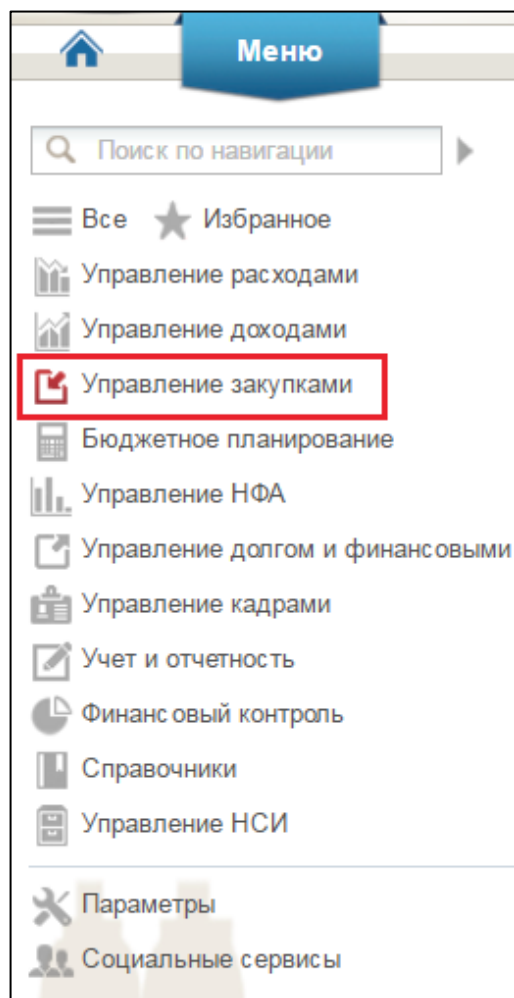 Меню
Поиск по навигации
Все Избранное
Управление расходами
Управление доходами
Управление закупками
Бюджетное планирование
Управление НФА
Управление долгом и финансовыми
Управление кадрами
Учет и отчетность
Финансовый контроль
Справочники
Управление НСИ
Параметры
Социальные сервисы